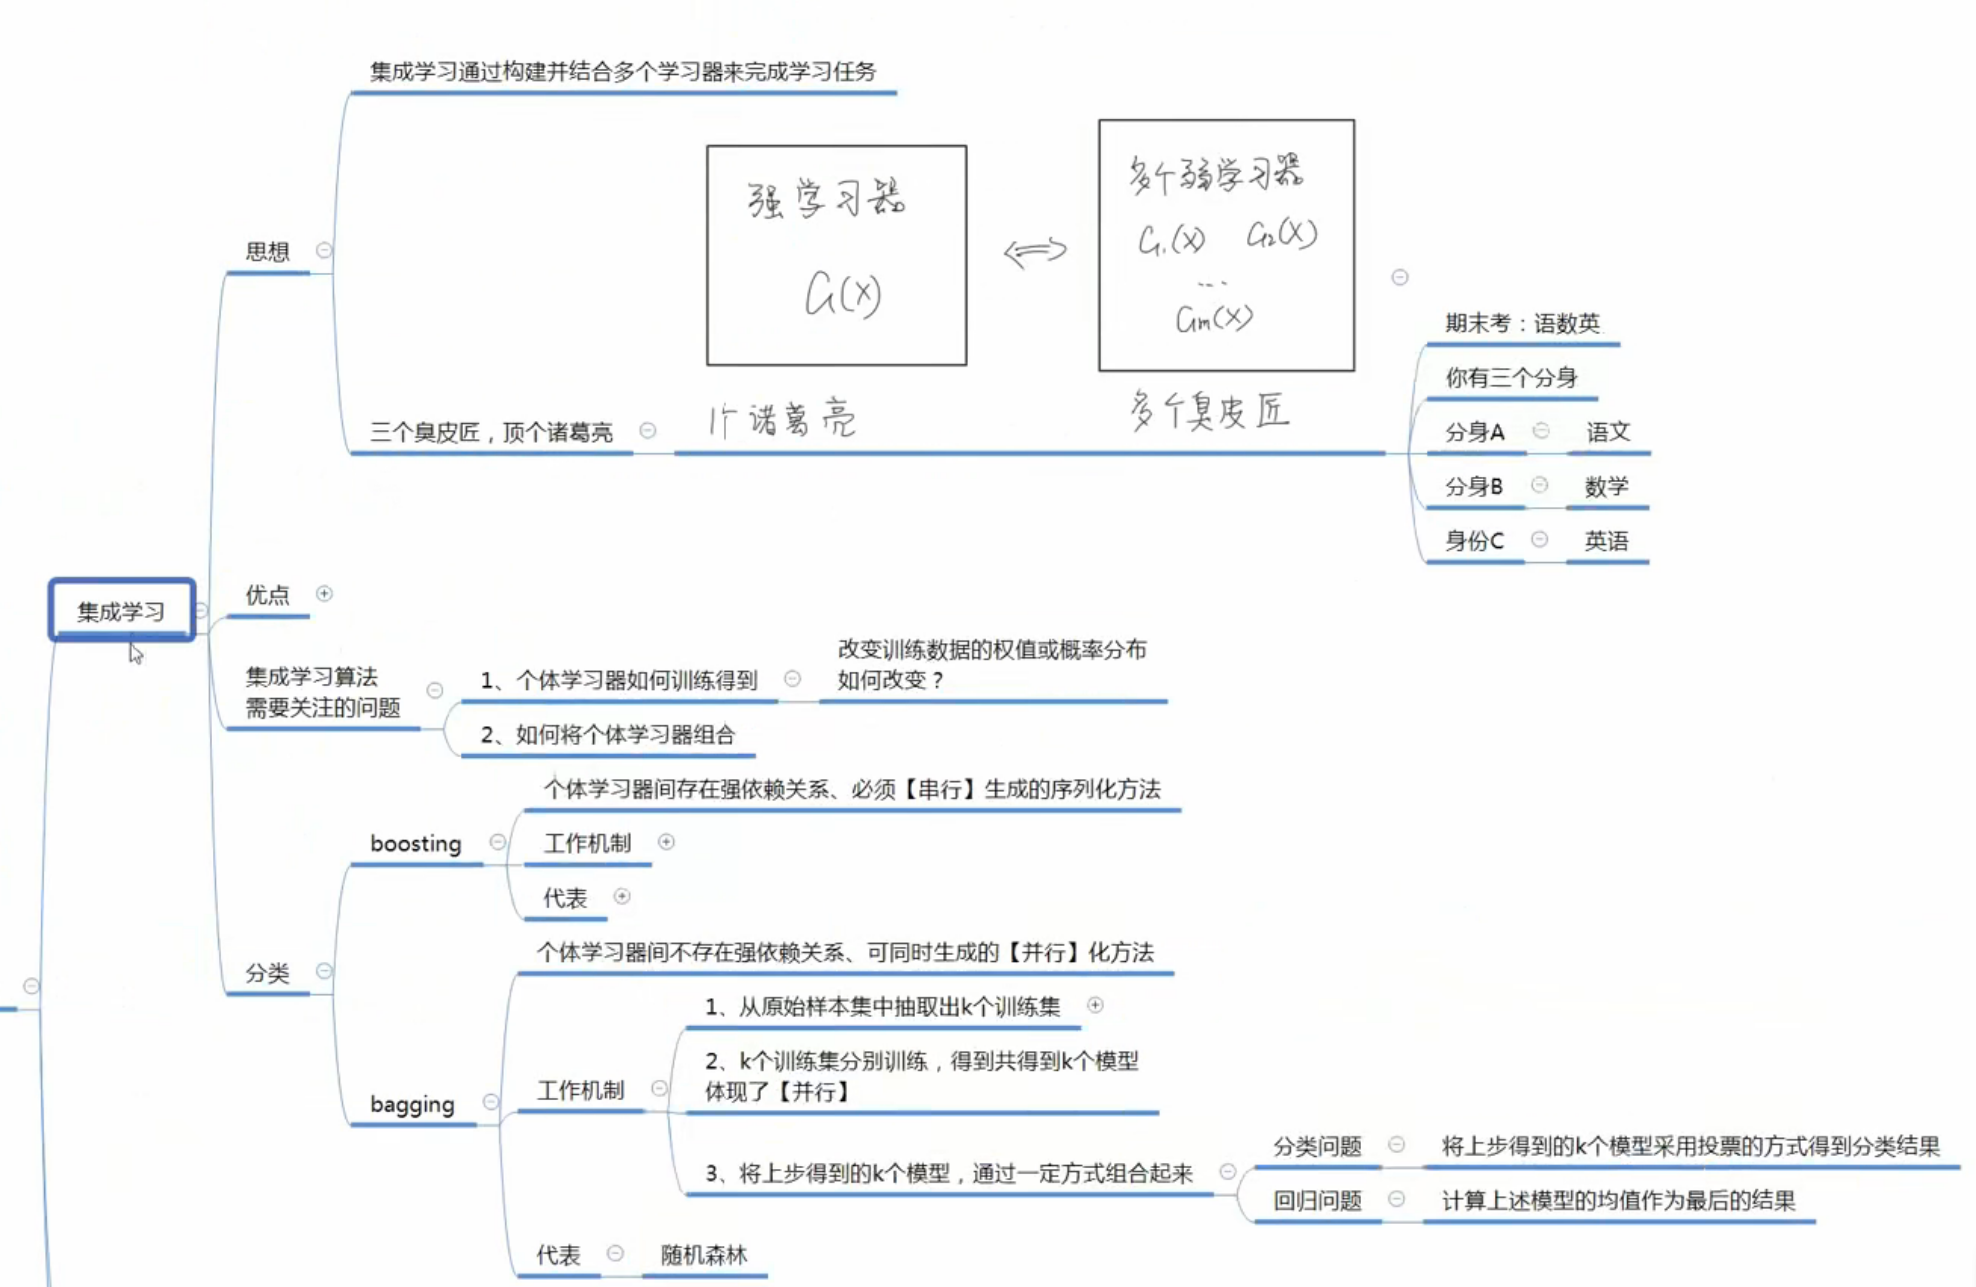 集成学习通过构建并结合多个学习器来完成学习任务
强学习器
G(x)
多个弱学习器
G₁(x) G₂(x)
...
Gm(x)
思想
三个臭皮匠，顶个诸葛亮
1个诸葛亮
多个臭皮匠
期末考：语数英
你有三个分身
分身A
语文
分身B
数学
身份C
英语
集成学习
优点
集成学习算法
需要关注的问题
1、个体学习器如何训练得到
改变训练数据的权值或概率分布
如何改变？
2、如何将个体学习器组合
分类
boosting
个体学习器间存在强依赖关系、必须【串行】生成的序列化方法
工作机制
代表
bagging
个体学习器间不存在强依赖关系、可同时生成的【并行】化方法
工作机制
1、从原始样本集中抽取出k个训练集
2、k个训练集分别训练，得到共得到k个模型
体现了【并行】
3、将上步得到的k个模型，通过一定方式组合起来
分类问题
将上步得到的k个模型采用投票的方式得到分类结果
回归问题
计算上述模型的均值作为最后的结果
代表
随机森林